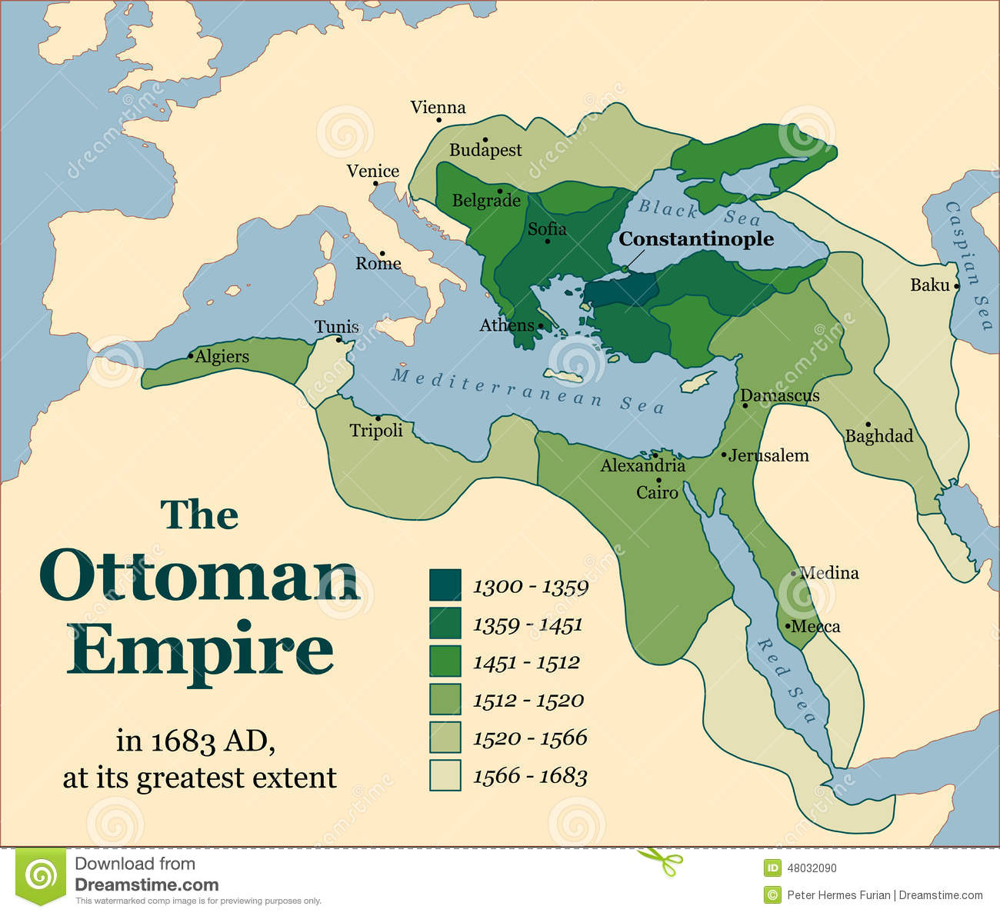 Vienna
Budapest
Venice
Belgrade
Black Sea
Sofia
Constantinople
Caspian Sea
Rome
Baku
Tunis
Athens
Algiers
Mediterranean Sea
Damascus
Tripoli
Baghdad
Jerusalem
Alexandria
Cairo
Medina
Mecca
Red Sea
The
Ottoman
Empire
in 1683 AD,
at its greatest extent
1300 - 1359
1359 - 1451
1451 - 1512
1512 - 1520
1520 - 1566
1566 - 1683
dreamstime
Download from
Dreamstime.com
This watermarked comp image is for previewing purposes only.
ID 48032090
© Peter Hermes Furian | Dreamstime.com